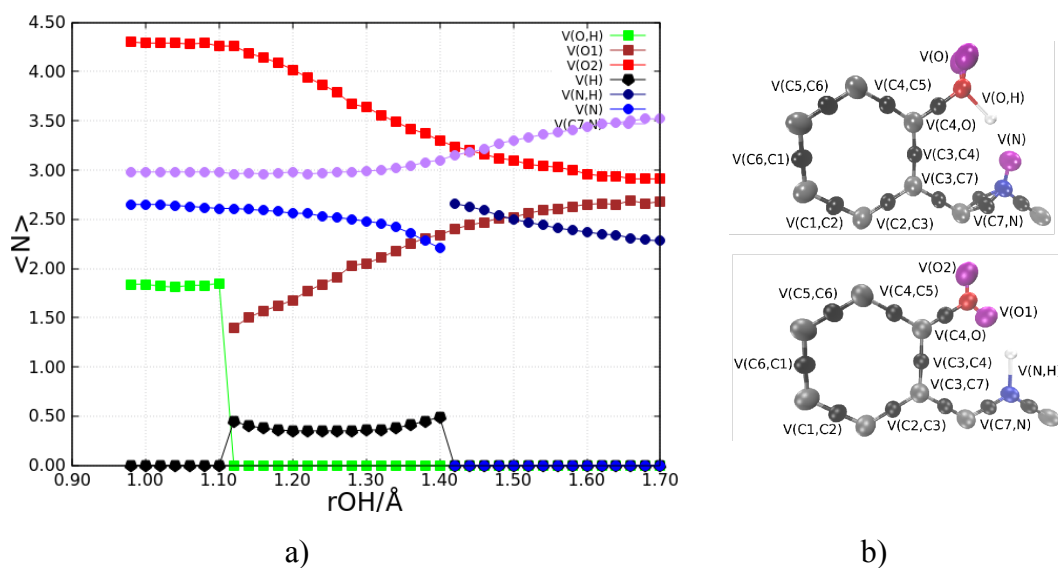 4.50
4.00
3.50
3.00
2.50
2.00
1.50
1.00
0.50
0.00
<N>
0.90
1.00
1.10
1.20
1.30
1.40
1.50
1.60
1.70
rOH/Å
V(O,H)
V(O1)
V(O2)
V(H)
V(N,H)
V(N)
V(C7,N)
a)
V(O)
V(C4,C5)
V(C5,C6)
V(O,H)
V(C4,O)
V(N)
V(C3,C4)
V(C6,C1)
V(C3,C7)
V(C1,C2)
V(C2,C3)
V(C7,N)
V(O2)
V(C4,C5)
V(C5,C6)
V(O1)
V(C4,O)
V(C3,C4)
V(C6,C1)
V(N,H)
V(C3,C7)
V(C1,C2)
V(C2,C3)
V(C7,N)
b)